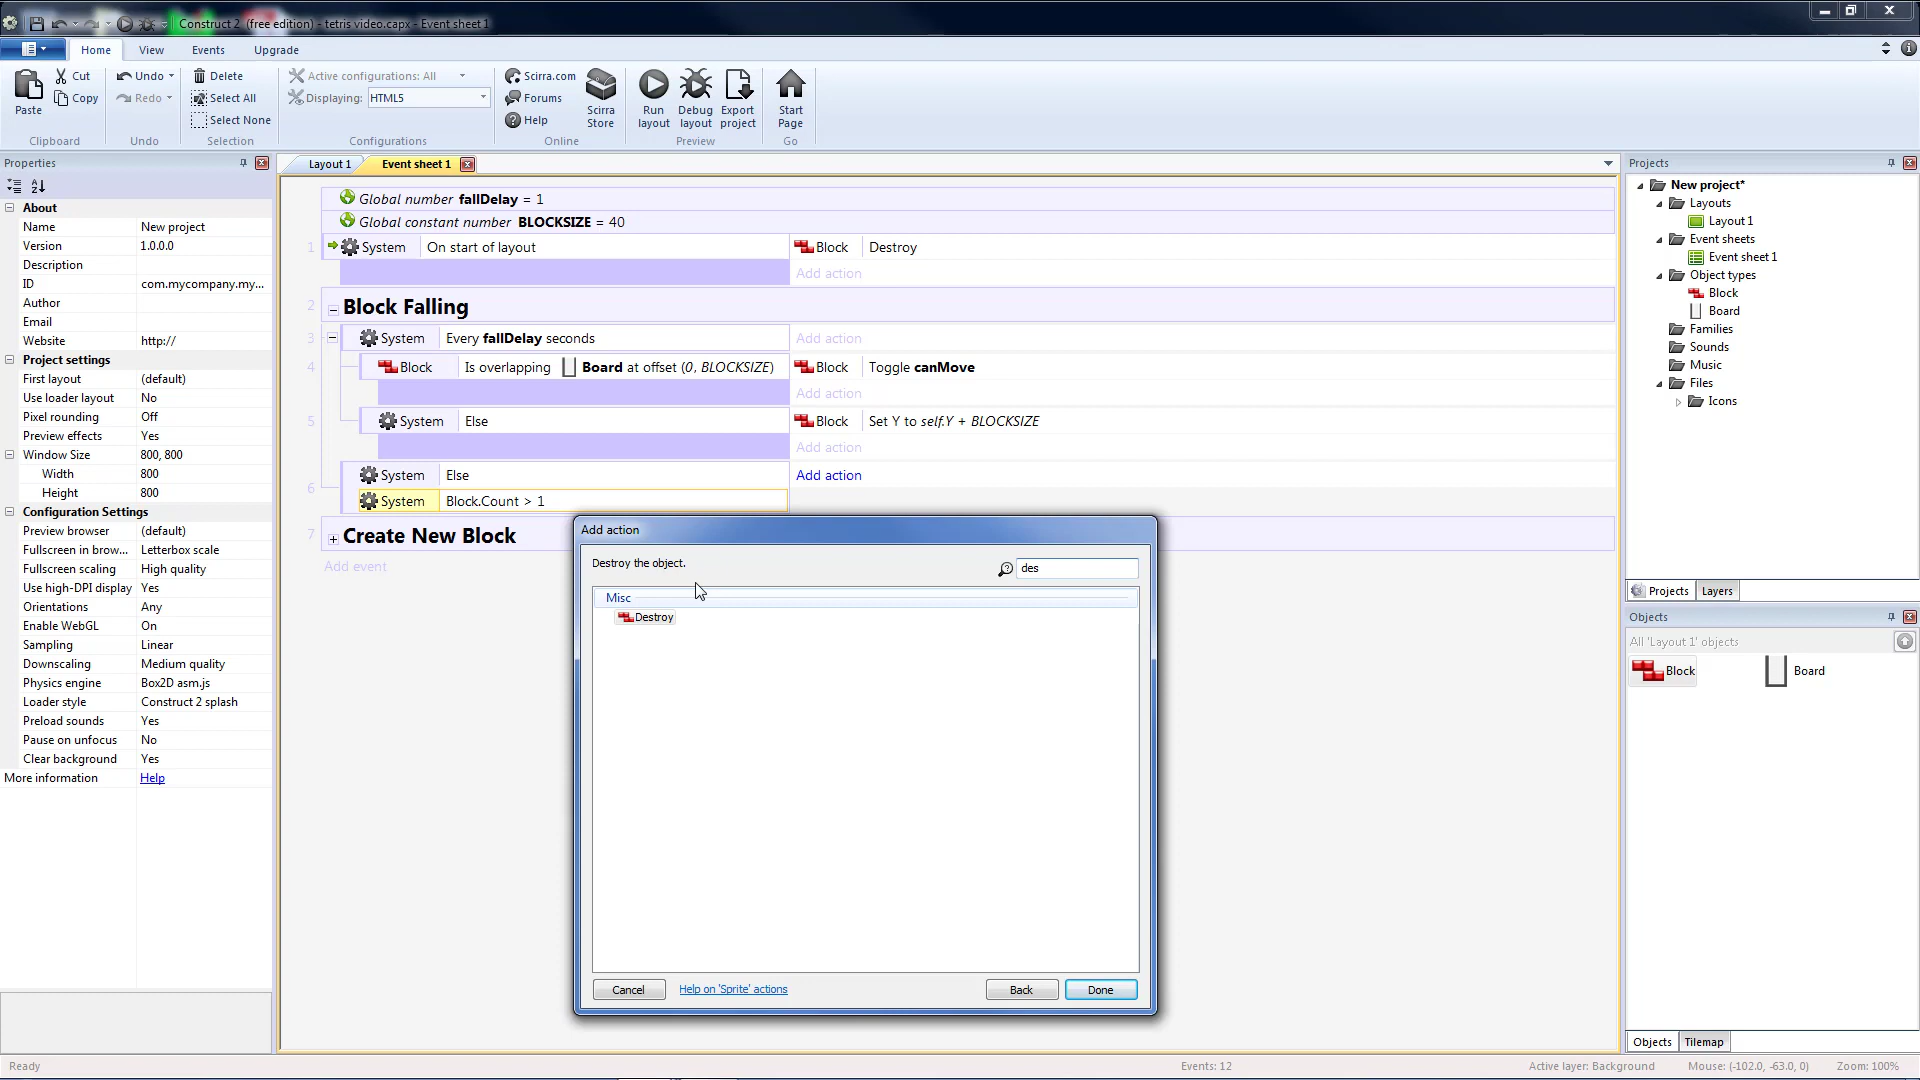 Construct 2 (free edition) - tetris video.capx - Event sheet 1
Home
View
Events
Upgrade
Paste
Cut
Copy
Clipboard
Undo
Redo
Undo
Delete
Select All
Select None
Selection
Active configurations: All
Displaying:
HTML5
Configurations
Scirra.com
Forums
Help
Scirra Store
Online
Run layout
Debug layout
Export project
Preview
Start Page
Go
Properties
About
Name New project
Version 1.0.0.0
Description
ID com.mycompany.my...
Author
Email
Website http://
Project settings
First layout (default)
Use loader layout No
Pixel rounding Off
Preview effects Yes
Window Size 800, 800
Width 800
Height 800
Configuration Settings
Preview browser (default)
Fullscreen in brow... Letterbox scale
Fullscreen scaling High quality
Use high-DPI display Yes
Orientations Any
Enable WebGL On
Sampling Linear
Downscaling Medium quality
Physics engine Box2D asm.js
Loader style Construct 2 splash
Preload sounds Yes
Pause on unfocus No
Clear background Yes
More information Help
Layout 1
Event sheet 1
Global number fallDelay = 1
Global constant number BLOCKSIZE = 40
1 System On start of layout Block Destroy
Add action
2 Block Falling
3 System Every fallDelay seconds Add action
4 Block Is overlapping Board at offset (0, BLOCKSIZE) Block Toggle canMove
Add action
5 System Else Block Set Y to self.Y + BLOCKSIZE
Add action
System Else Add action
6
System Block.Count > 1
7 Create New Block
Add event
Add action
Destroy the object.
des
Misc
Destroy
Cancel
Help on 'Sprite' actions
Back
Done
Projects
New project*
Layouts
Layout 1
Event sheets
Event sheet 1
Object types
Block
Board
Families
Sounds
Music
Files
Icons
Projects
Layers
Objects
All 'Layout 1' objects
Block
Board
Objects
Tilemap
Ready
Events: 12
Active layer: Background
Mouse: (-102.0, -63.0, 0)
Zoom: 100%